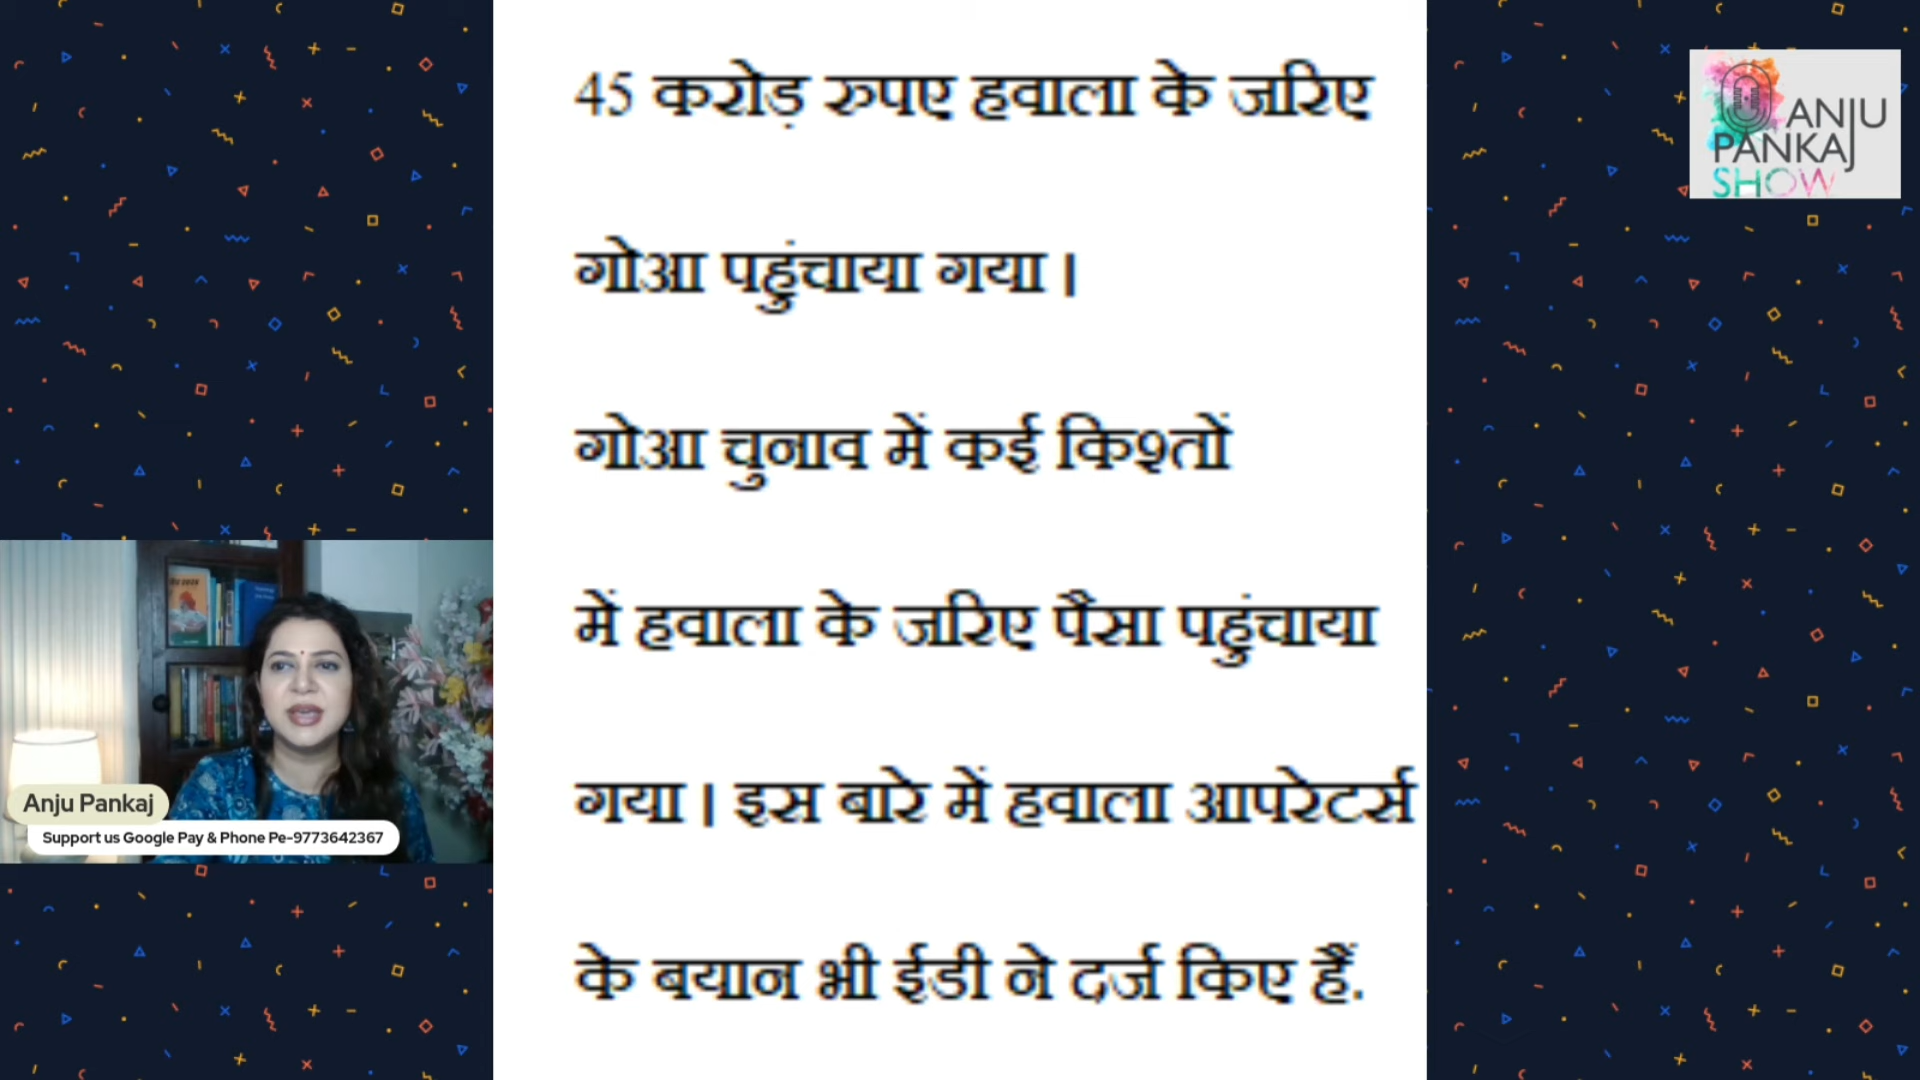 45 करोड़ रुपए हवाला के जरिए
गोआ पहुंचाया गया।
गोआ चुनाव में कई किश्तों
में हवाला के जरिए पैसा पहुंचाया
गया। इस बारे में हवाला आपरेटर्स
के बयान भी ईडी ने दर्ज किए हैं.
ANJU
PANKAJ
SHOW
Anju Pankaj
Support us Google Pay & Phone Pe-9773642367